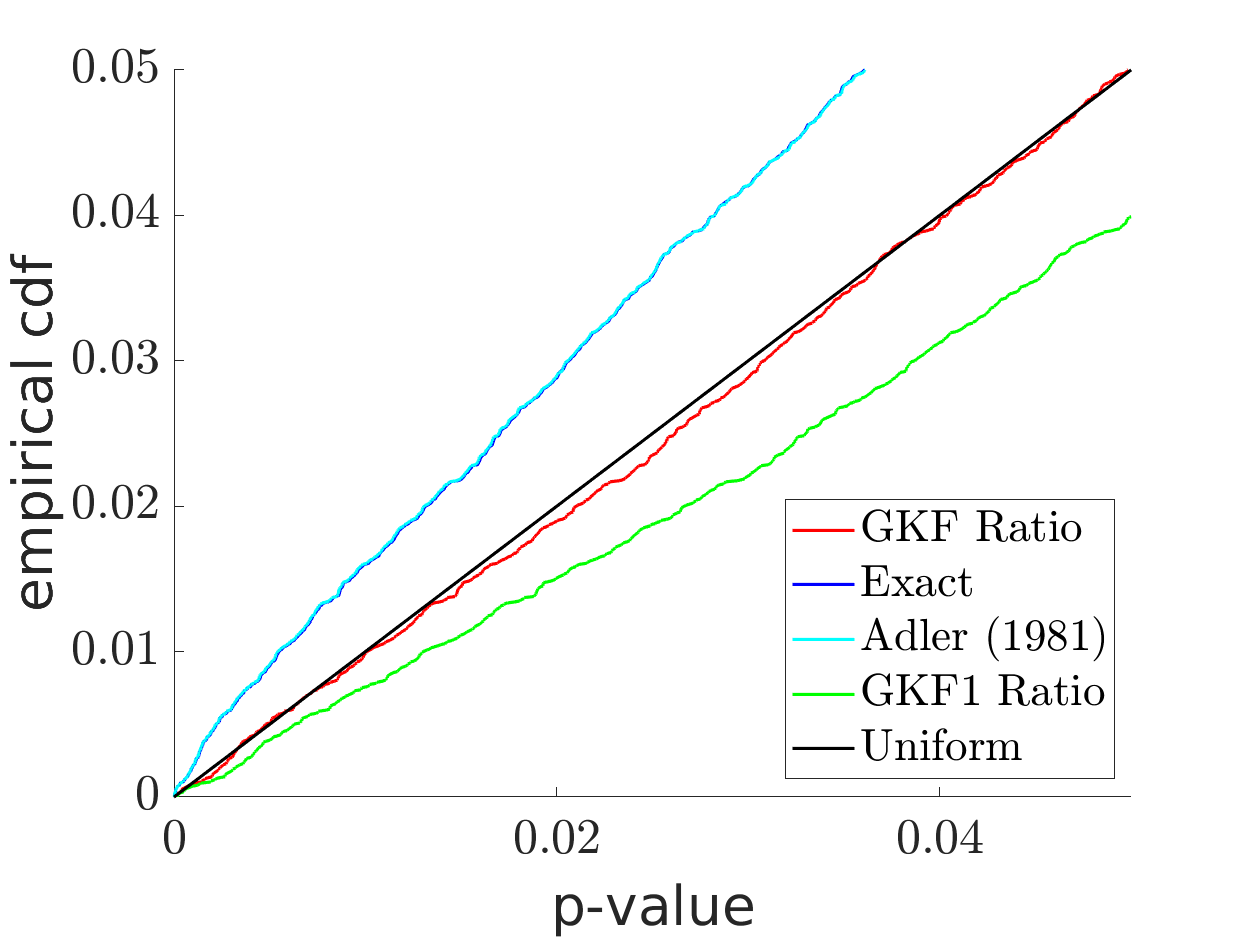 0.05
0.04
0.03
0.02
0.01
0
empirical cdf
GKF Ratio
Exact
Adler (1981)
GKF1 Ratio
Uniform
0 0.02 0.04
p-value